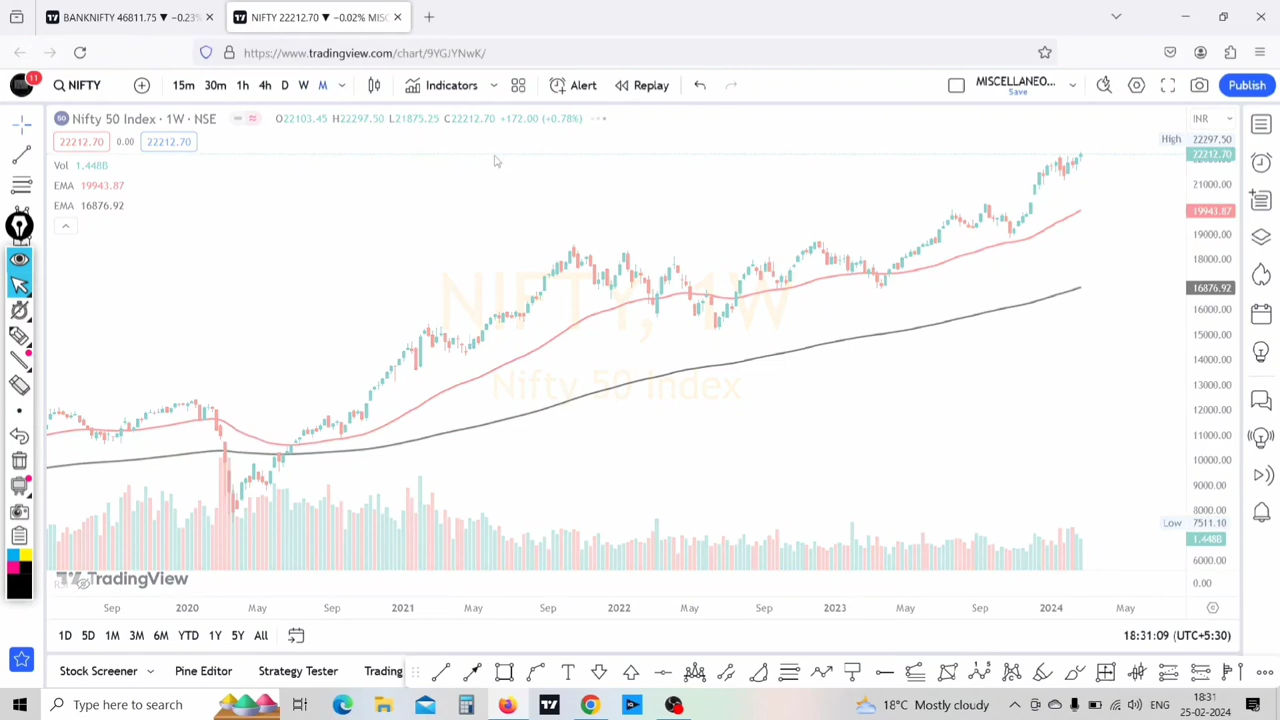 BANKNIFTY 46811.75 ▼ −0.23%
NIFTY 22212.70 ▼ −0.02% MISC
https://www.tradingview.com/chart/9YGJYNwK/
11
NIFTY 15m 30m 1h 4h D W M Indicators Alert Replay MISCELLANEO... Publish
Save
50 Nifty 50 Index · 1W · NSE O22103.45 H22297.50 L21875.25 C22212.70 +172.00 (+0.78%) INR
22212.70 0.00 22212.70
Vol 1.448B
EMA 19943.87
EMA 16876.92
High 22297.50
22212.70
21000.00
19943.87
19000.00
18000.00
16876.92
16000.00
15000.00
14000.00
13000.00
12000.00
11000.00
10000.00
9000.00
8000.00
Low 7511.10
1.448B
6000.00
0.00
NIFTY, 1W
Nifty 50 Index
TradingView
Sep 2020 May Sep 2021 May Sep 2022 May Sep 2023 May Sep 2024 May
1D 5D 1M 3M 6M YTD 1Y 5Y All 18:31:09 (UTC+5:30)
Stock Screener Pine Editor Strategy Tester Trading
Type here to search 18°C Mostly cloudy ENG 18:31
25-02-2024